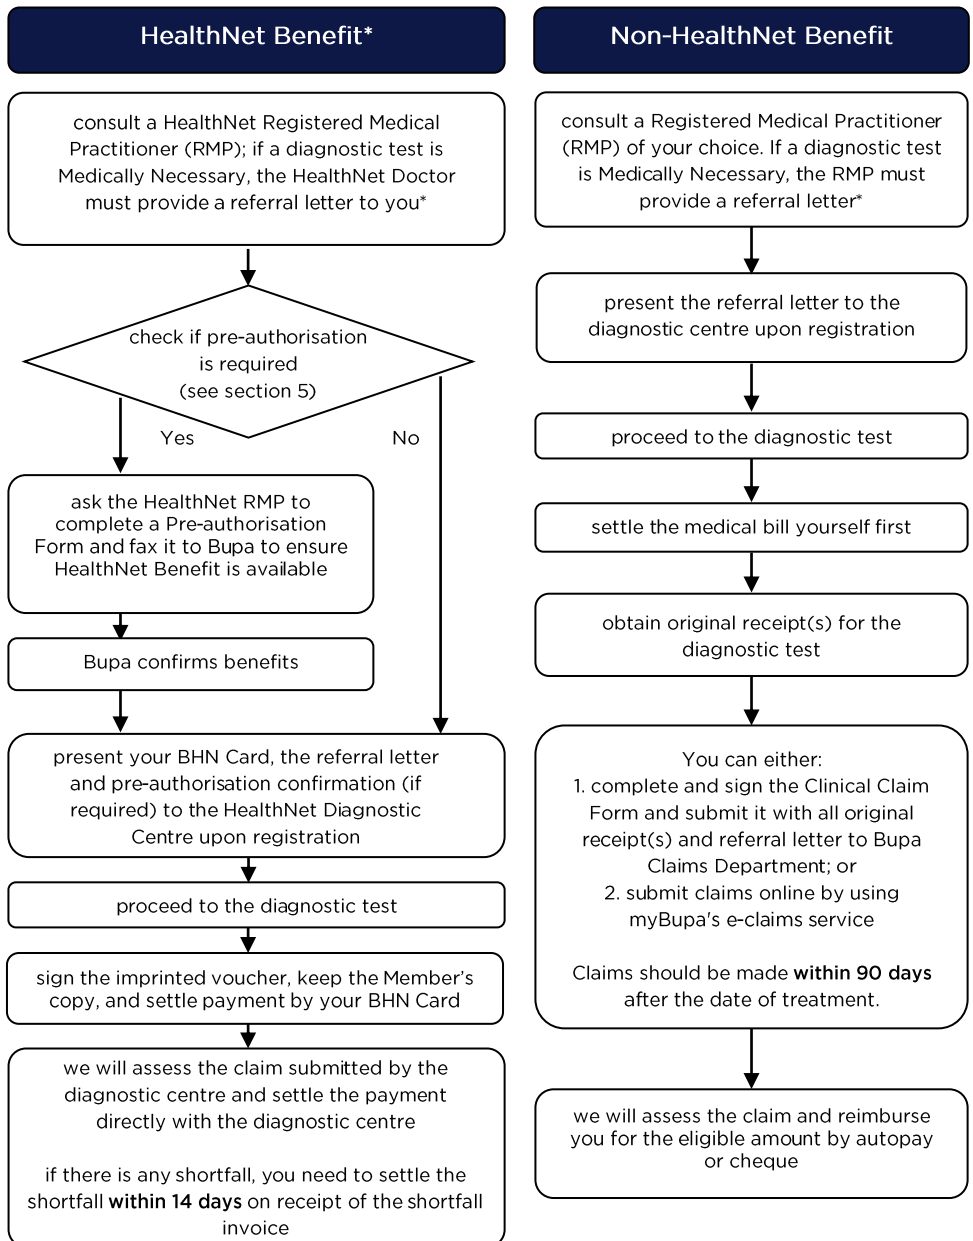 HealthNet Benefit*
consult a HealthNet Registered Medical
Practitioner (RMP); if a diagnostic test is
Medically Necessary, the HealthNet Doctor
must provide a referral letter to you*
check if pre-authorisation
is required
(see section 5)
Yes
No
ask the HealthNet RMP to
complete a Pre-authorisation
Form and fax it to Bupa to ensure
HealthNet Benefit is available
Bupa confirms benefits
present your BHN Card, the referral letter
and pre-authorisation confirmation (if
required) to the HealthNet Diagnostic
Centre upon registration
proceed to the diagnostic test
sign the imprinted voucher, keep the Member's
copy, and settle payment by your BHN Card
we will assess the claim submitted by the
diagnostic centre and settle the payment
directly with the diagnostic centre
if there is any shortfall, you need to settle the
shortfall within 14 days on receipt of the shortfall
invoice
Non-HealthNet Benefit
consult a Registered Medical Practitioner
(RMP) of your choice. If a diagnostic test
is Medically Necessary, the RMP must
provide a referral letter*
present the referral letter to the
diagnostic centre upon registration
proceed to the diagnostic test
settle the medical bill yourself first
obtain original receipt(s) for the
diagnostic test
You can either:
1. complete and sign the Clinical Claim
Form and submit it with all original
receipt(s) and referral letter to Bupa
Claims Department; or
2. submit claims online by using
myBupa's e-claims service
Claims should be made within 90 days
after the date of treatment.
we will assess the claim and reimburse
you for the eligible amount by autopay
or cheque